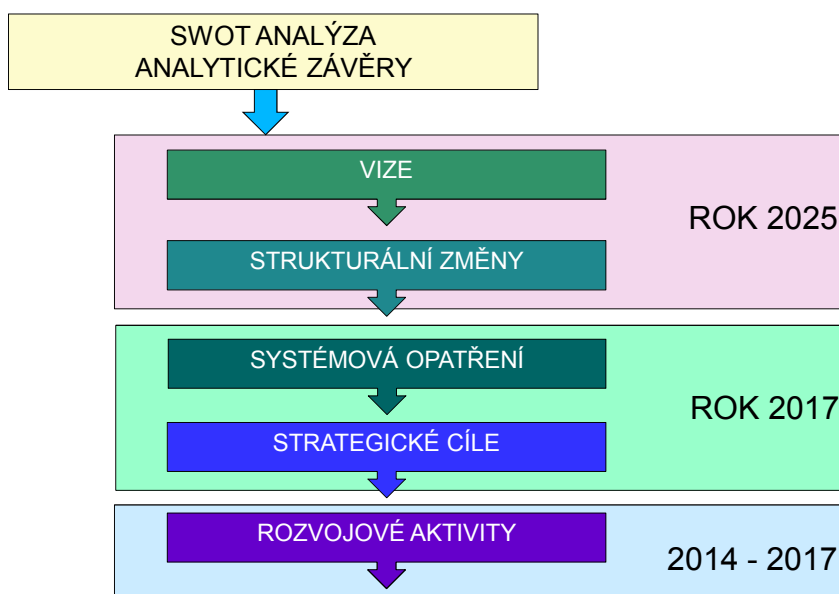 SWOT ANALÝZA
ANALYTICKÉ ZÁVĚRY
VIZE
ROK 2025
STRUKTURÁLNÍ ZMĚNY
SYSTÉMOVÁ OPATŘENÍ
ROK 2017
STRATEGICKÉ CÍLE
ROZVOJOVÉ AKTIVITY
2014 - 2017